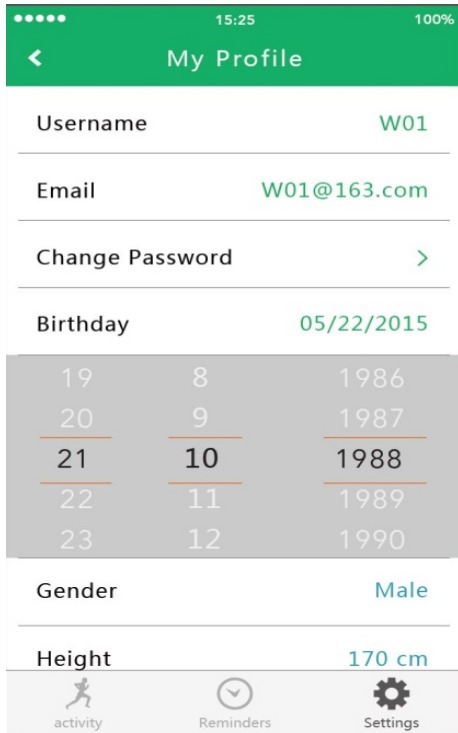 15:25 100%
My Profile
Username W01
Email W01@163.com
Change Password >
Birthday 05/22/2015
19 8 1986
20 9 1987
21 10 1988
22 11 1989
23 12 1990
Gender Male
Height 170 cm
activity Reminders Settings